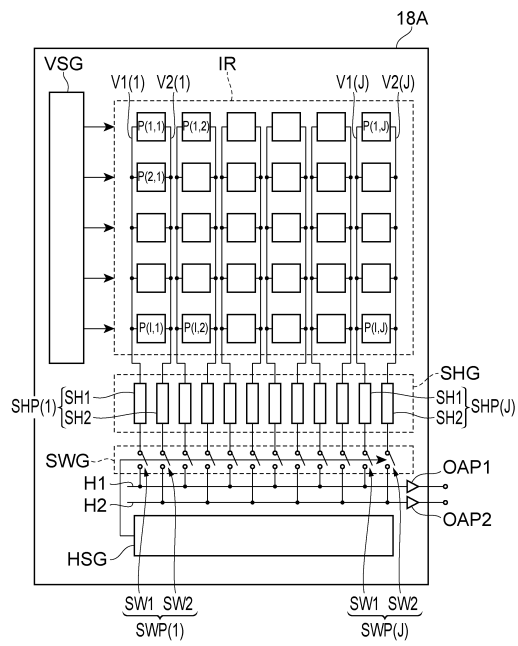 18A
VSG
IR
V1(1) V2(1) V1(J) V2(J)
P(1,1) P(1,2) P(1,J)
P(2,1)
P(I,1) P(I,2) P(I,J)
SHG
SHP(1) SH1 SH1 SHP(J)
SH2 SH2
SWG
OAP1
H1
H2
OAP2
HSG
SW1 SW2 SW1 SW2
SWP(1) SWP(J)